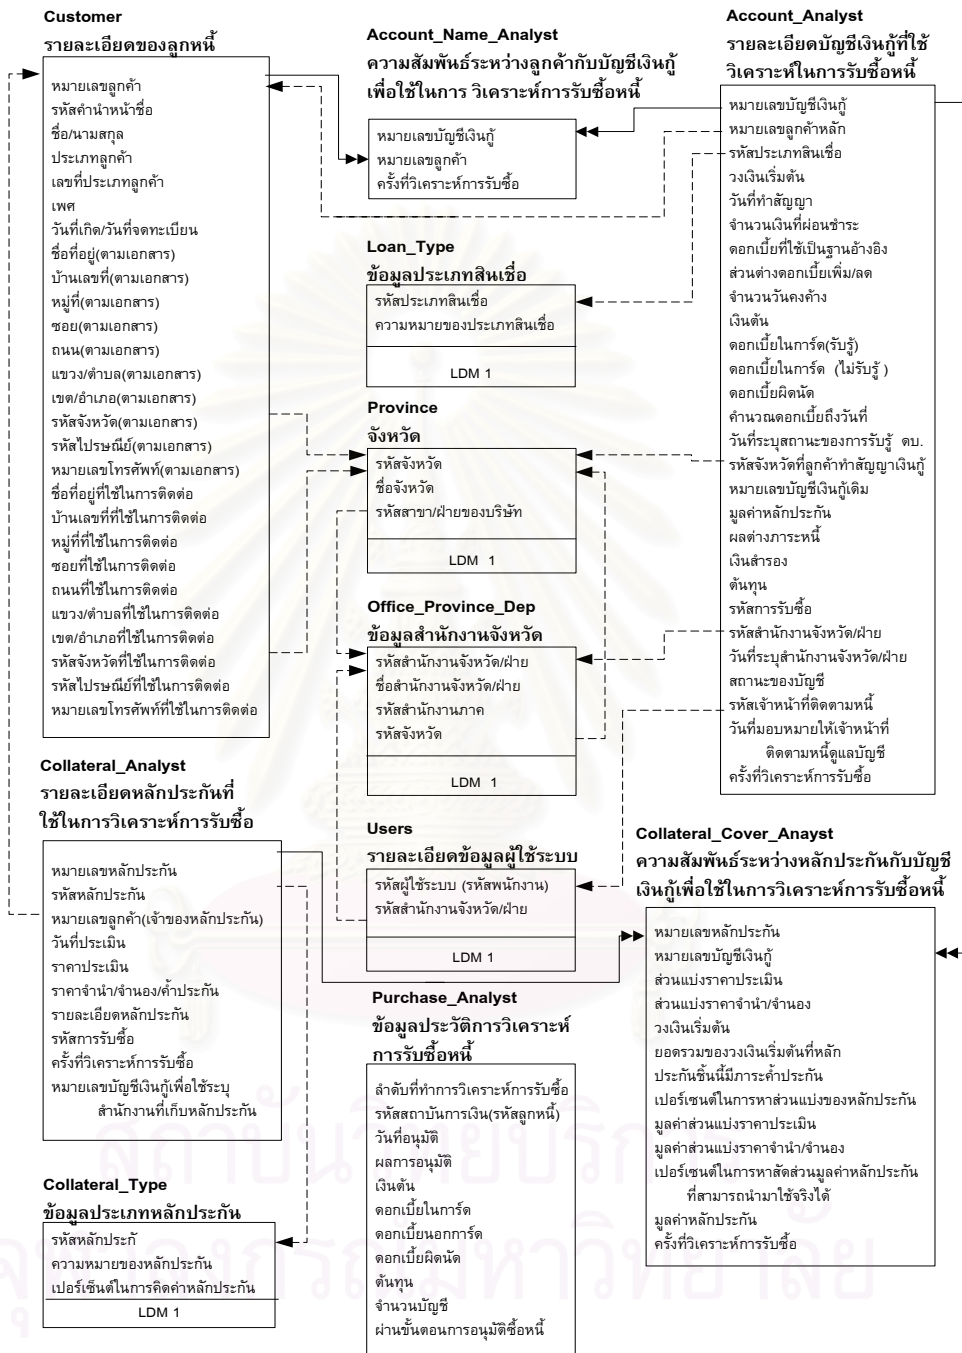 Customer
รายละเอียดของลูกหนี้
หมายเลขลูกค้า
รหัสคำนำหน้าชื่อ
ชื่อ/นามสกุล
ประเภทลูกค้า
เลขที่ประเภทลูกค้า
เพศ
วันที่เกิด/วันที่จดทะเบียน
ชื่อที่อยู่(ตามเอกสาร)
บ้านเลขที่(ตามเอกสาร)
หมู่ที่(ตามเอกสาร)
ซอย(ตามเอกสาร)
ถนน(ตามเอกสาร)
แขวง/ตำบล(ตามเอกสาร)
เขต/อำเภอ(ตามเอกสาร)
รหัสจังหวัด(ตามเอกสาร)
รหัสไปรษณีย์(ตามเอกสาร)
หมายเลขโทรศัพท์(ตามเอกสาร)
ชื่อที่อยู่ที่ใช้ในการติดต่อ
บ้านเลขที่ที่ใช้ในการติดต่อ
หมู่ที่ที่ใช้ในการติดต่อ
ซอยที่ใช้ในการติดต่อ
ถนนที่ใช้ในการติดต่อ
แขวง/ตำบลที่ใช้ในการติดต่อ
เขต/อำเภอที่ใช้ในการติดต่อ
รหัสจังหวัดที่ใช้ในการติดต่อ
รหัสไปรษณีย์ที่ใช้ในการติดต่อ
หมายเลขโทรศัพท์ที่ใช้ในการติดต่อ
Collateral_Analyst
รายละเอียดหลักประกันที่
ใช้ในการวิเคราะห์การรับซื้อ
หมายเลขหลักประกัน
รหัสหลักประกัน
หมายเลขลูกค้า(เจ้าของหลักประกัน)
วันที่ประเมิน
ราคาประเมิน
ราคาจำนำ/จำนอง/ค้ำประกัน
รายละเอียดหลักประกัน
รหัสการรับซื้อ
ครั้งที่วิเคราะห์การรับซื้อ
หมายเลขบัญชีเงินกู้เพื่อใช้ระบุ
สำนักงานที่เก็บหลักประกัน
Collateral_Type
ข้อมูลประเภทหลักประกัน
รหัสหลักประกั
ความหมายของหลักประกัน
เปอร์เซ็นต์ในการคิดค่าหลักประกัน
LDM 1
Account_Name_Analyst
ความสัมพันธ์ระหว่างลูกค้ากับบัญชีเงินกู้
เพื่อใช้ในการ วิเคราะห์การรับซื้อหนี้
หมายเลขบัญชีเงินกู้
หมายเลขลูกค้า
ครั้งที่วิเคราะห์การรับซื้อ
Loan_Type
ข้อมูลประเภทสินเชื่อ
รหัสประเภทสินเชื่อ
ความหมายของประเภทสินเชื่อ
LDM 1
Province
จังหวัด
รหัสจังหวัด
ชื่อจังหวัด
รหัสสาขา/ฝ่ายของบริษัท
LDM 1
Office_Province_Dep
ข้อมูลสำนักงานจังหวัด
รหัสสำนักงานจังหวัด/ฝ่าย
ชื่อสำนักงานจังหวัด/ฝ่าย
รหัสสำนักงานภาค
รหัสจังหวัด
LDM 1
Users
รายละเอียดข้อมูลผู้ใช้ระบบ
รหัสผู้ใช้ระบบ (รหัสพนักงาน)
รหัสสำนักงานจังหวัด/ฝ่าย
LDM 1
Purchase_Analyst
ข้อมูลประวัติการวิเคราะห์
การรับซื้อหนี้
ลำดับที่ทำการวิเคราะห์การรับซื้อ
รหัสสถาบันการเงิน(รหัสลูกหนี้)
วันที่อนุมัติ
ผลการอนุมัติ
เงินต้น
ดอกเบี้ยในการ์ด
ดอกเบี้ยนอกการ์ด
ดอกเบี้ยผิดนัด
ต้นทุน
จำนวนบัญชี
ผ่านขั้นตอนการอนุมัติซื้อหนี้
Account_Analyst
รายละเอียดบัญชีเงินกู้ที่ใช้
วิเคราะห์ในการรับซื้อหนี้
หมายเลขบัญชีเงินกู้
หมายเลขลูกค้าหลัก
รหัสประเภทสินเชื่อ
วงเงินเริ่มต้น
วันที่ทำสัญญา
จำนวนเงินที่ผ่อนชำระ
ดอกเบี้ยที่ใช้เป็นฐานอ้างอิง
ส่วนต่างดอกเบี้ยเพิ่ม/ลด
จำนวนวันคงค้าง
เงินต้น
ดอกเบี้ยในการ์ด(รับรู้)
ดอกเบี้ยในการ์ด (ไม่รับรู้ )
ดอกเบี้ยผิดนัด
คำนวณดอกเบี้ยถึงวันที่
วันที่ระบุสถานะของการรับรู้ ดบ.
รหัสจังหวัดที่ลูกค้าทำสัญญาเงินกู้
หมายเลขบัญชีเงินกู้เดิม
มูลค่าหลักประกัน
ผลต่างภาระหนี้
เงินสำรอง
ต้นทุน
รหัสการรับซื้อ
รหัสสำนักงานจังหวัด/ฝ่าย
วันที่ระบุสำนักงานจังหวัด/ฝ่าย
สถานะของบัญชี
รหัสเจ้าหน้าที่ติดตามหนี้
วันที่มอบหมายให้เจ้าหน้าที่
ติดตามหนี้ดูแลบัญชี
ครั้งที่วิเคราะห์การรับซื้อ
Collateral_Cover_Anayst
ความสัมพันธ์ระหว่างหลักประกันกับบัญชี
เงินกู้เพื่อใช้ในการวิเคราะห์การรับซื้อหนี้
หมายเลขหลักประกัน
หมายเลขบัญชีเงินกู้
ส่วนแบ่งราคาประเมิน
ส่วนแบ่งราคาจำนำ/จำนอง
วงเงินเริ่มต้น
ยอดรวมของวงเงินเริ่มต้นที่หลัก
ประกันชิ้นนี้มีภาระค้ำประกัน
เปอร์เซนต์ในการหาส่วนแบ่งของหลักประกัน
มูลค่าส่วนแบ่งราคาประเมิน
มูลค่าส่วนแบ่งราคาจำนำ/จำนอง
เปอร์เซนต์ในการหาสัดส่วนมูลค่าหลักประกัน
ที่สามารถนำมาใช้จริงได้
มูลค่าหลักประกัน
ครั้งที่วิเคราะห์การรับซื้อ
สถาบันวิทยบริการ
จุฬาลงกรณ์มหาวิทยาลัย